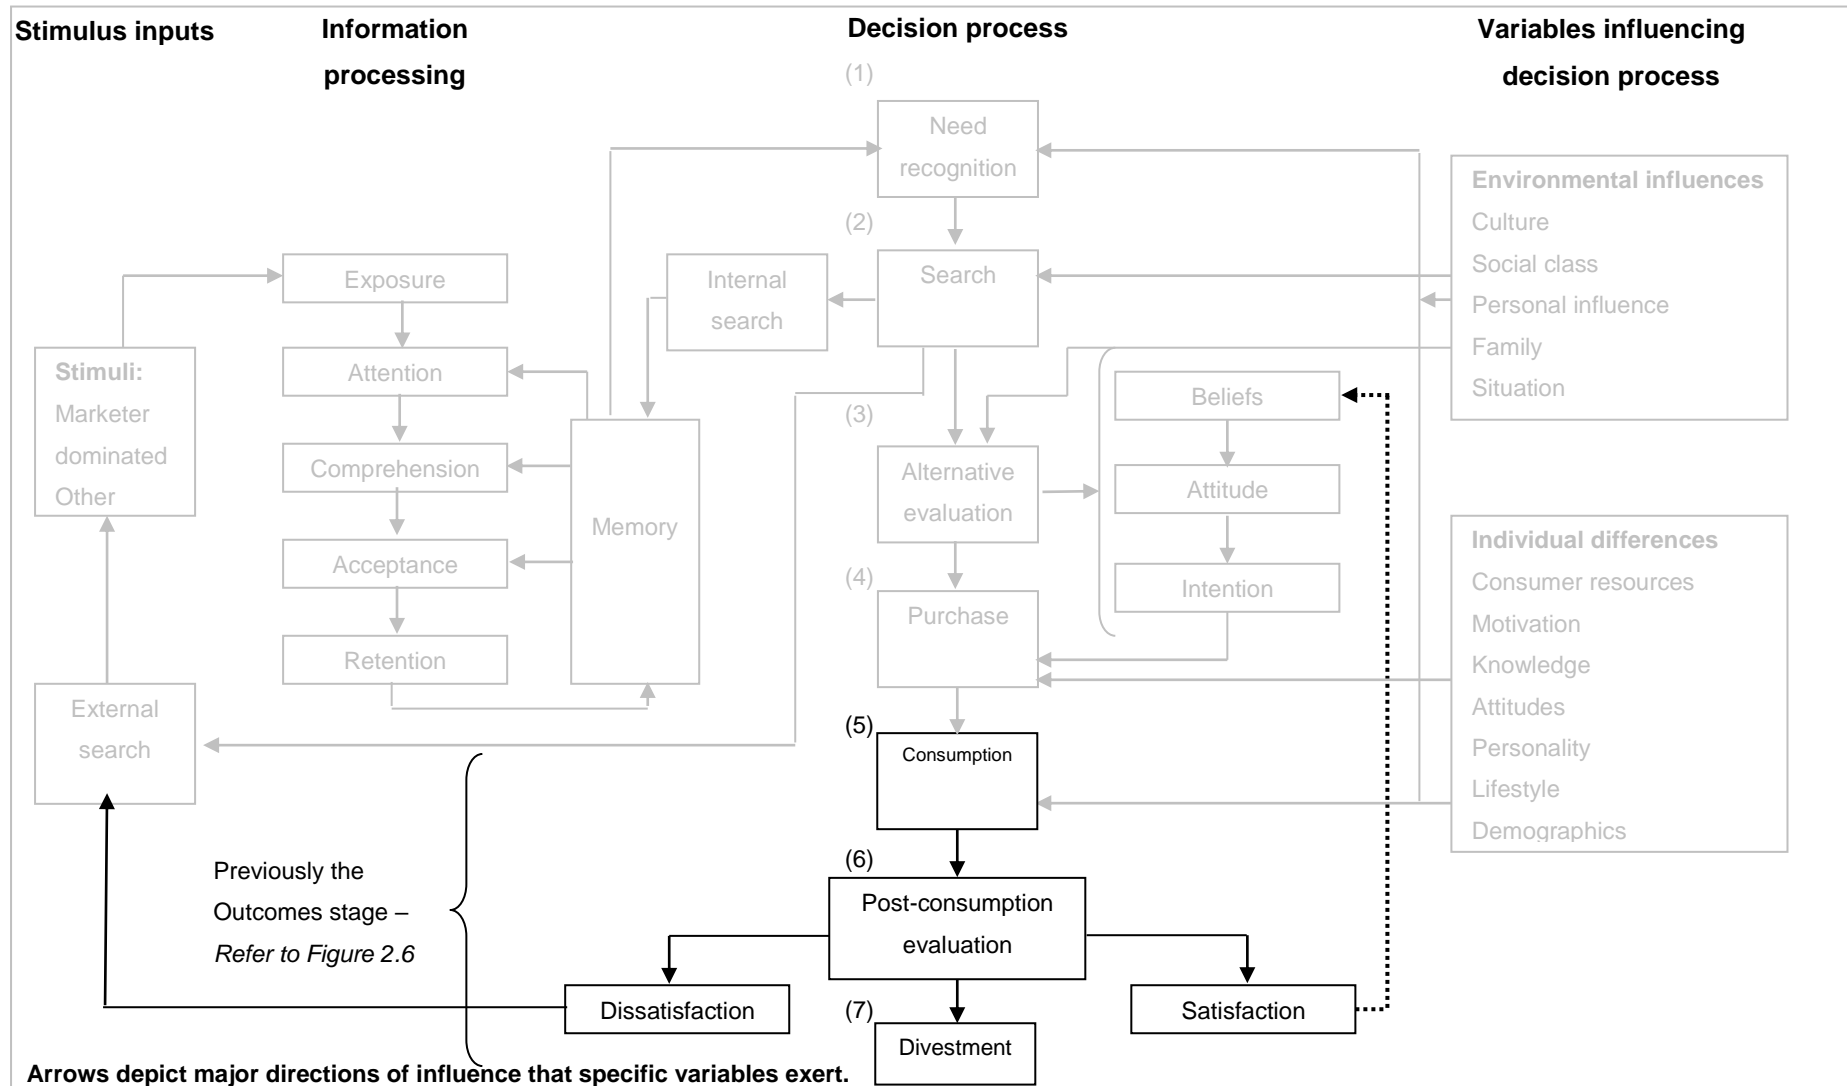 Stimulus inputs
Information
processing
Decision process
Variables influencing
decision process
(1)
Need
recognition
(2)
Search
Internal
search
Exposure
Attention
Comprehension
Acceptance
Retention
Memory
Stimuli:
Marketer
dominated
Other
External
search
(3)
Alternative
evaluation
Beliefs
Attitude
Intention
(4)
Purchase
Environmental influences
Culture
Social class
Personal influence
Family
Situation
Individual differences
Consumer resources
Motivation
Knowledge
Attitudes
Personality
Lifestyle
Demographics
(5)
Consumption
(6)
Post-consumption
evaluation
Previously the
Outcomes stage –
Refer to Figure 2.6
Dissatisfaction
Satisfaction
(7)
Divestment
Arrows depict major directions of influence that specific variables exert.